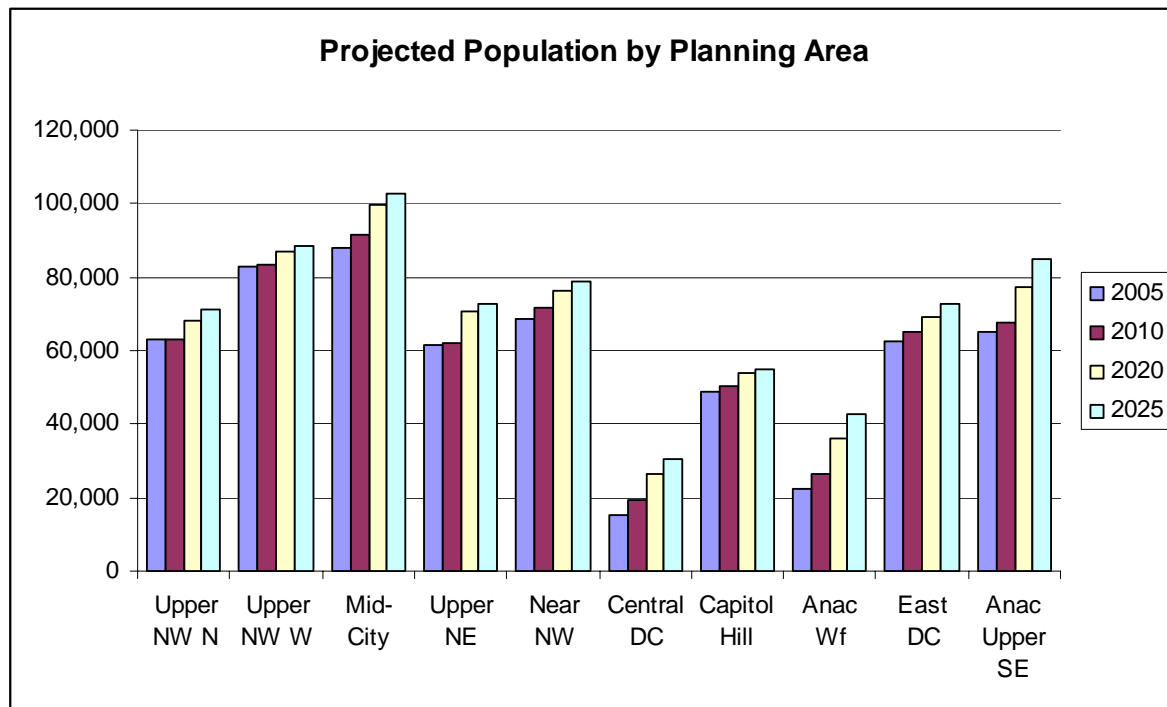 Projected Population by Planning Area
120,000
100,000
80,000
60,000
40,000
20,000
0
Upper
NW N
Upper
NW W
Mid-
City
Upper
NE
Near
NW
Central
DC
Capitol
Hill
Anac
Wf
East
DC
Anac
Upper
SE
2005
2010
2020
2025